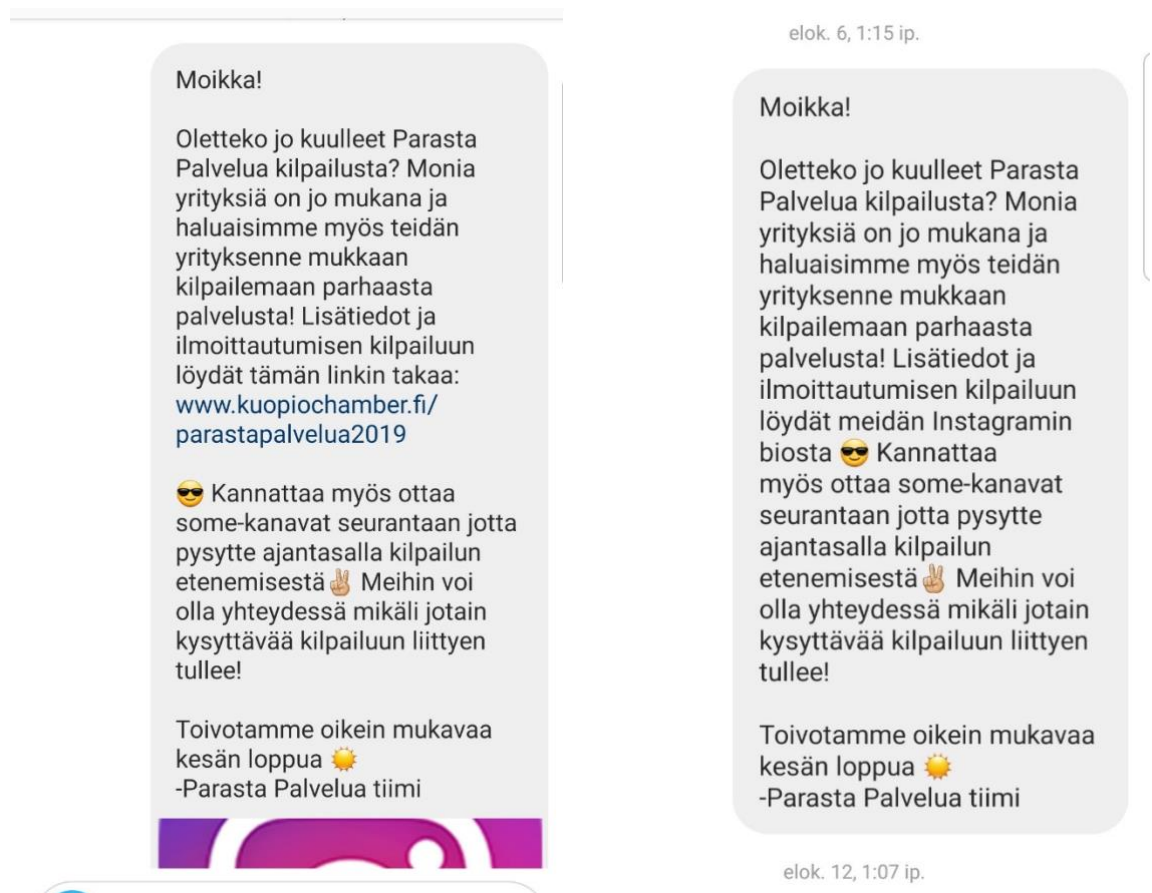 Moikka!
Oletteko jo kuulleet Parasta
Palvelua kilpailusta? Monia
yrityksiä on jo mukana ja
haluaisimme myös teidän
yrityksenne mukkaan
kilpailemaan parhaasta
palvelusta! Lisätiedot ja
ilmoittautumisen kilpailuun
löydät tämän linkin takaa:
www.kuopiochamber.fi/
parastapalvelua2019
😎 Kannattaa myös ottaa
some-kanavat seurantaan jotta
pysytte ajantasalla kilpailun
etenemisestä✌🏼 Meihin voi
olla yhteydessä mikäli jotain
kysyttävää kilpailuun liittyen
tullee!
Toivotamme oikein mukavaa
kesän loppua ☀️
-Parasta Palvelua tiimi
elok. 6, 1:15 ip.
Moikka!
Oletteko jo kuulleet Parasta
Palvelua kilpailusta? Monia
yrityksiä on jo mukana ja
haluaisimme myös teidän
yrityksenne mukkaan
kilpailemaan parhaasta
palvelusta! Lisätiedot ja
ilmoittautumisen kilpailuun
löydät meidän Instagramin
biosta 😎 Kannattaa
myös ottaa some-kanavat
seurantaan jotta pysytte
ajantasalla kilpailun
etenemisestä✌🏼 Meihin voi
olla yhteydessä mikäli jotain
kysyttävää kilpailuun liittyen
tullee!
Toivotamme oikein mukavaa
kesän loppua ☀️
-Parasta Palvelua tiimi
elok. 12, 1:07 ip.